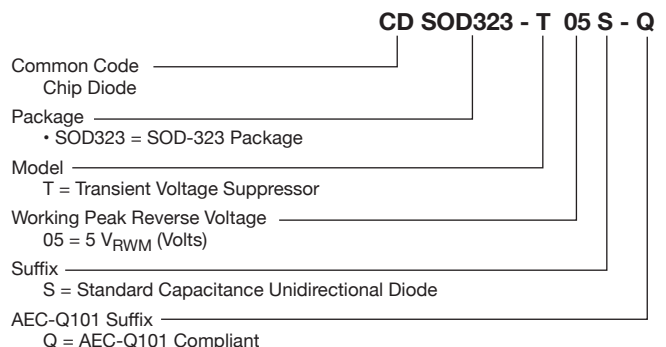 CD SOD323 - T 05 S - Q
Common Code
Chip Diode
Package
• SOD323 = SOD-323 Package
Model
T = Transient Voltage Suppressor
Working Peak Reverse Voltage
05 = 5 VRWM (Volts)
Suffix
S = Standard Capacitance Unidirectional Diode
AEC-Q101 Suffix
Q = AEC-Q101 Compliant